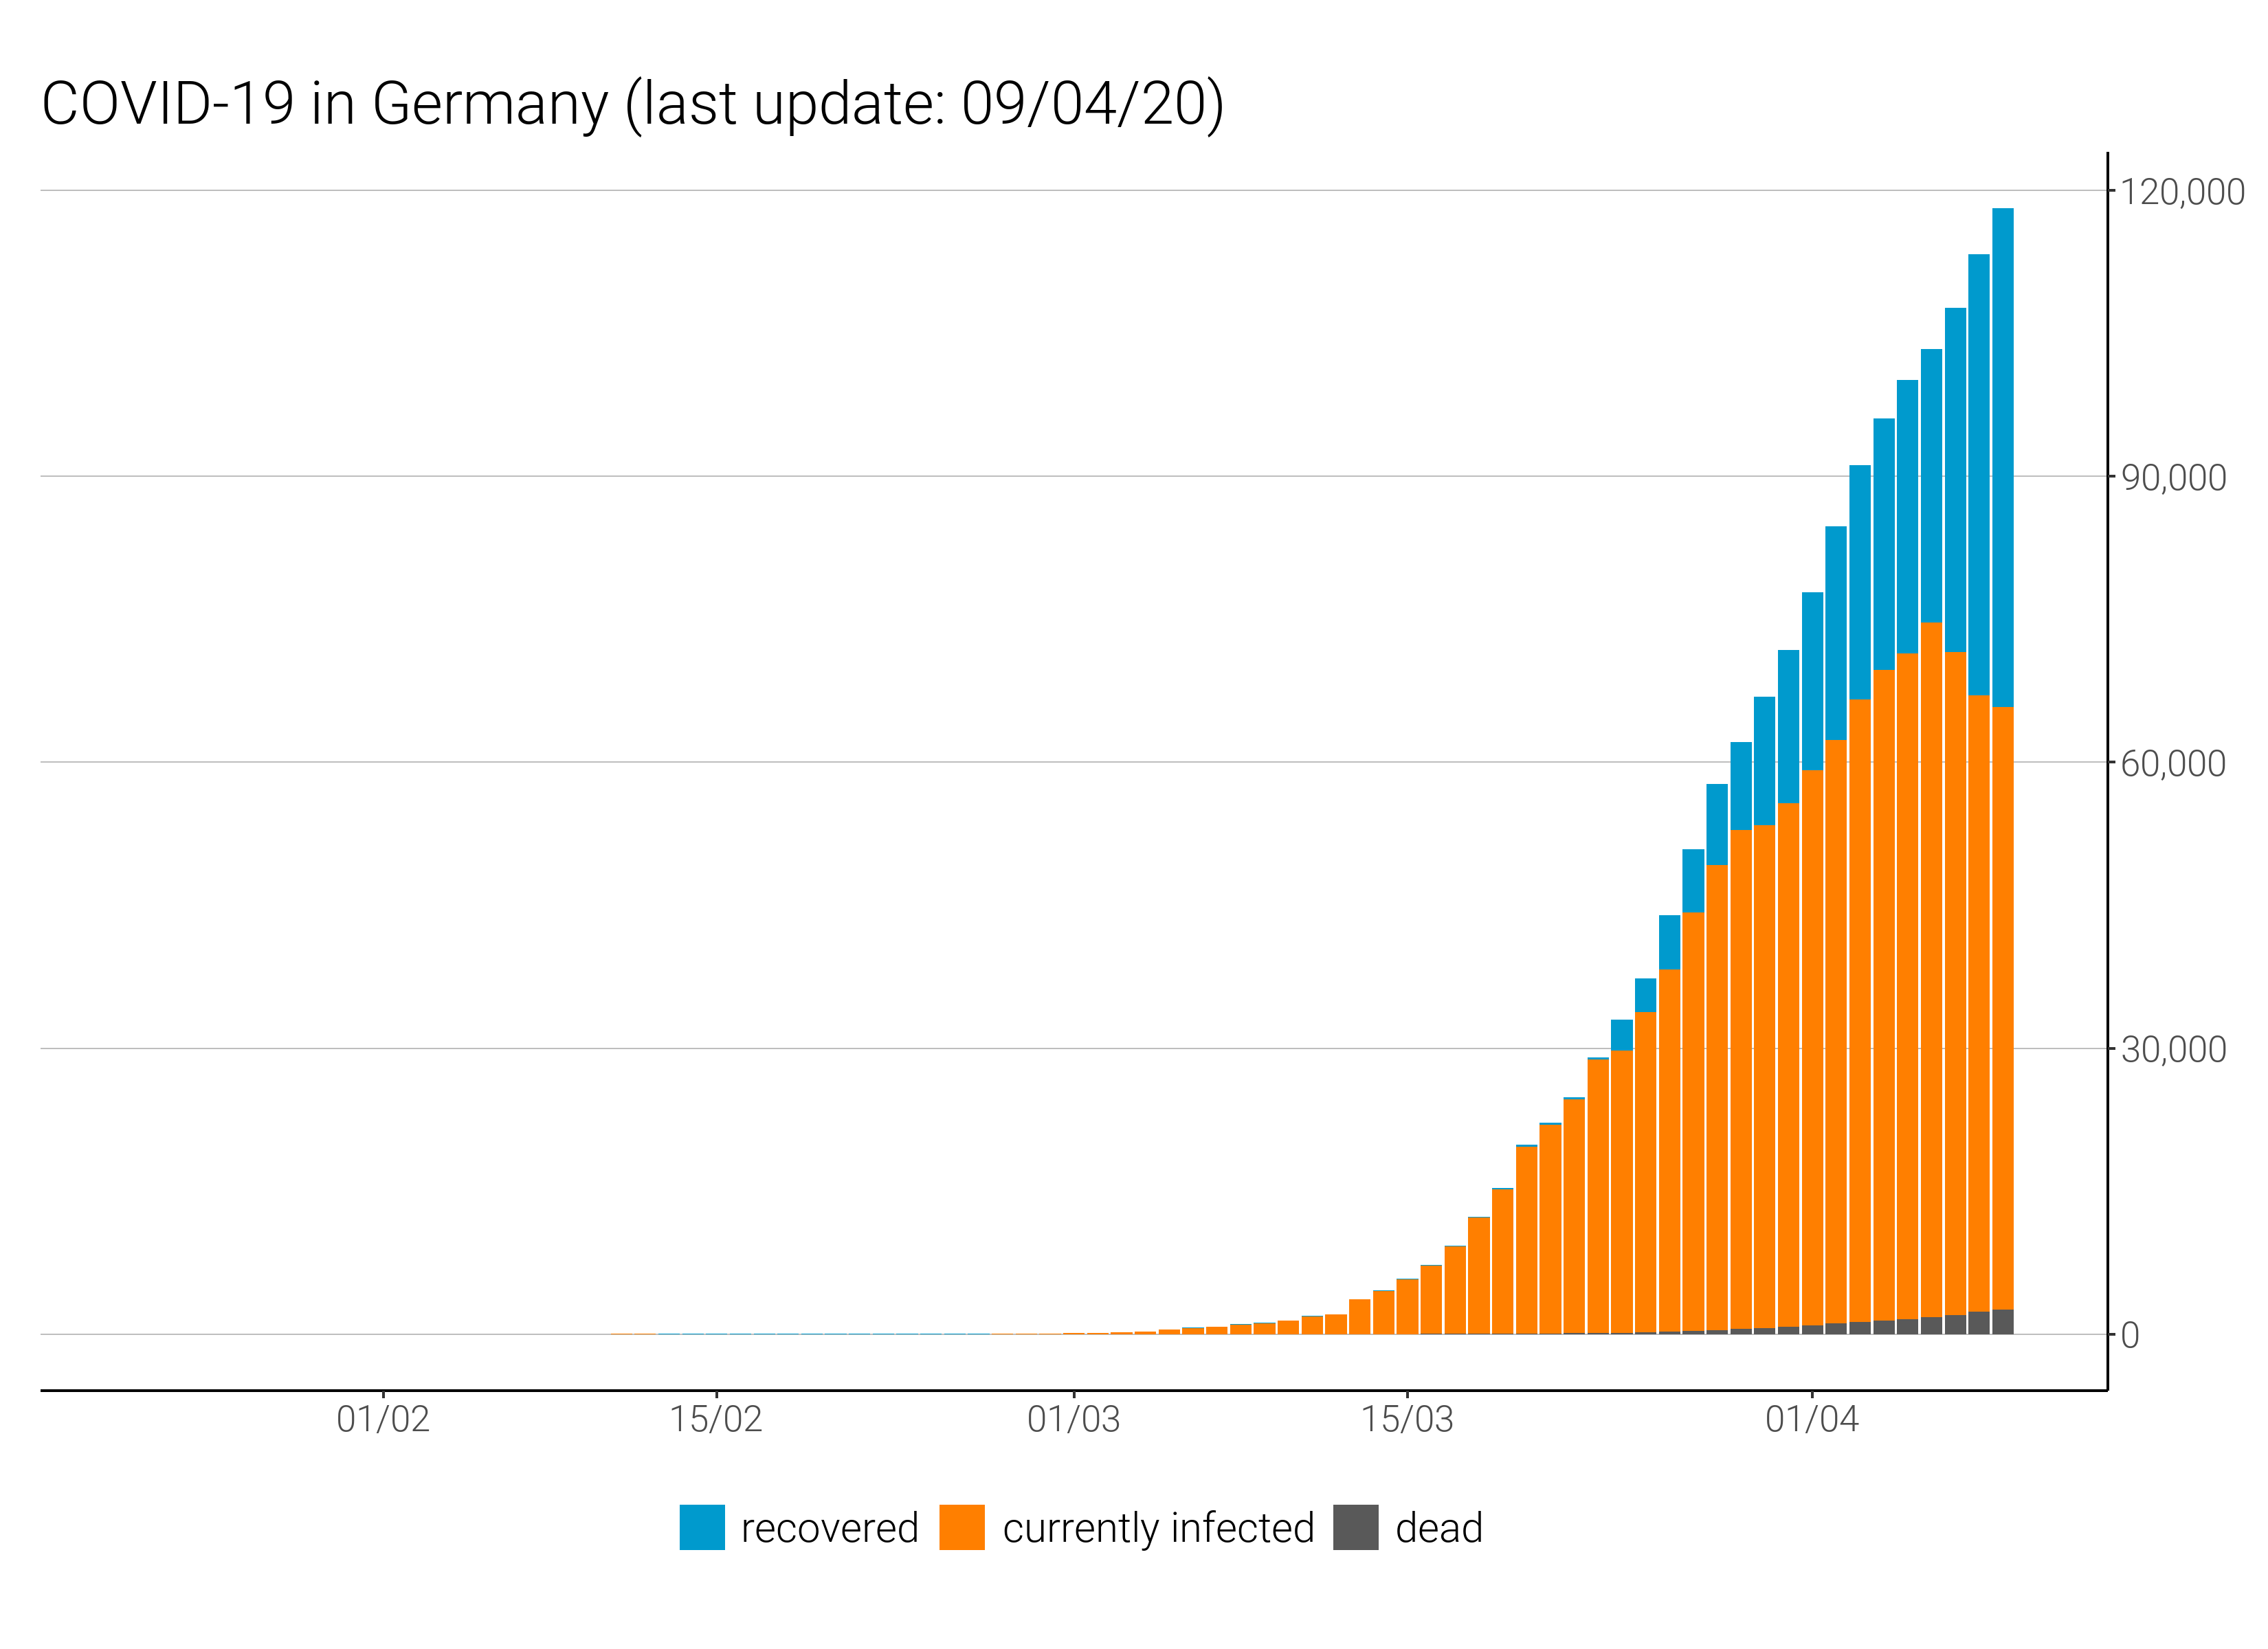 COVID-19 in Germany (last update: 09/04/20)
120,000
90,000
60,000
30,000
0
01/02 15/02 01/03 15/03 01/04
recovered currently infected dead